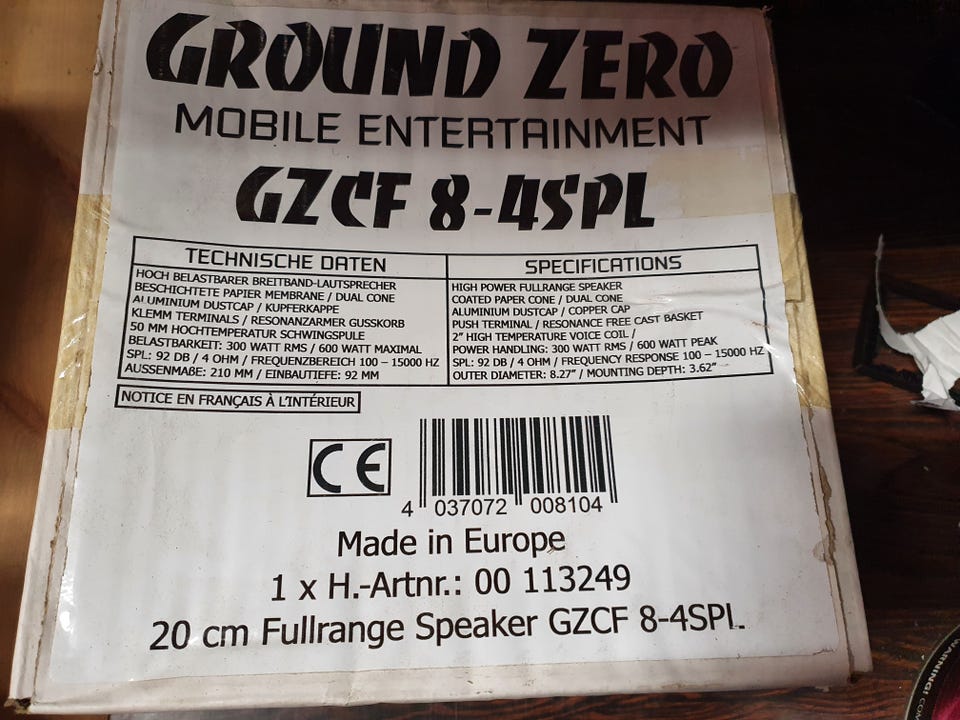 GROUND ZERO
MOBILE ENTERTAINMENT
GZCF 8-4SPL
TECHNISCHE DATEN
HOCH BELASTBARER BREITBAND-LAUTSPRECHER
BESCHICHTETE PAPIER MEMBRANE / DUAL CONE
ALUMINIUM DUSTCAP / KUPFERKAPPE
KLEMM TERMINALS / RESONANZARMER GUSSKORB
50 MM HOCHTEMPERATUR SCHWINGSPULE
BELASTBARKEIT: 300 WATT RMS / 600 WATT MAXIMAL
SPL: 92 DB / 4 OHM / FREQUENZBEREICH 100 – 15000 HZ
AUSSENMAßE: 210 MM / EINBAUTIEFE: 92 MM
SPECIFICATIONS
HIGH POWER FULLRANGE SPEAKER
COATED PAPER CONE / DUAL CONE
ALUMINIUM DUSTCAP / COPPER CAP
PUSH TERMINAL / RESONANCE FREE CAST BASKET
2" HIGH TEMPERATURE VOICE COIL /
POWER HANDLING: 300 WATT RMS / 600 WATT PEAK
SPL: 92 DB / 4 OHM / FREQUENCY RESPONSE 100 – 15000 HZ
OUTER DIAMETER: 8.27" / MOUNTING DEPTH: 3.62"
NOTICE EN FRANÇAIS À L'INTÉRIEUR
CE
4 037072 008104
Made in Europe
1 x H.-Artnr.: 00 113249
20 cm Fullrange Speaker GZCF 8-4SPL
WARNING!